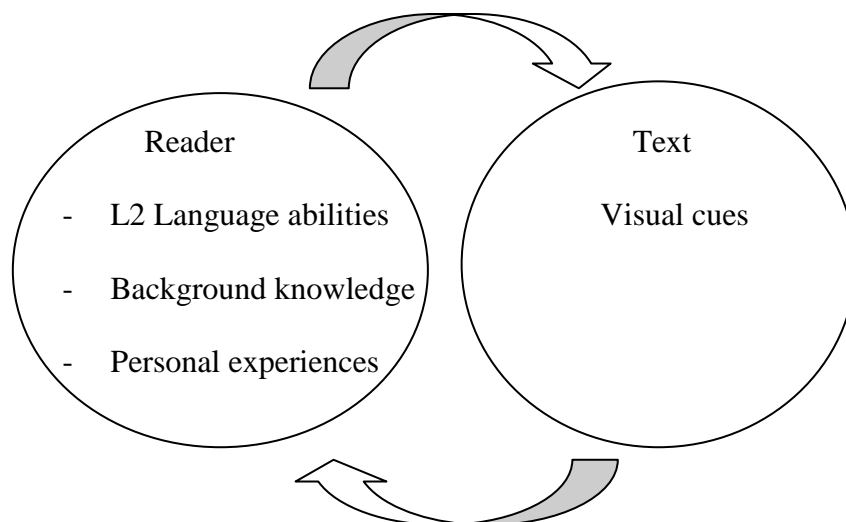 Reader
- L2 Language abilities
- Background knowledge
- Personal experiences
Text
Visual cues